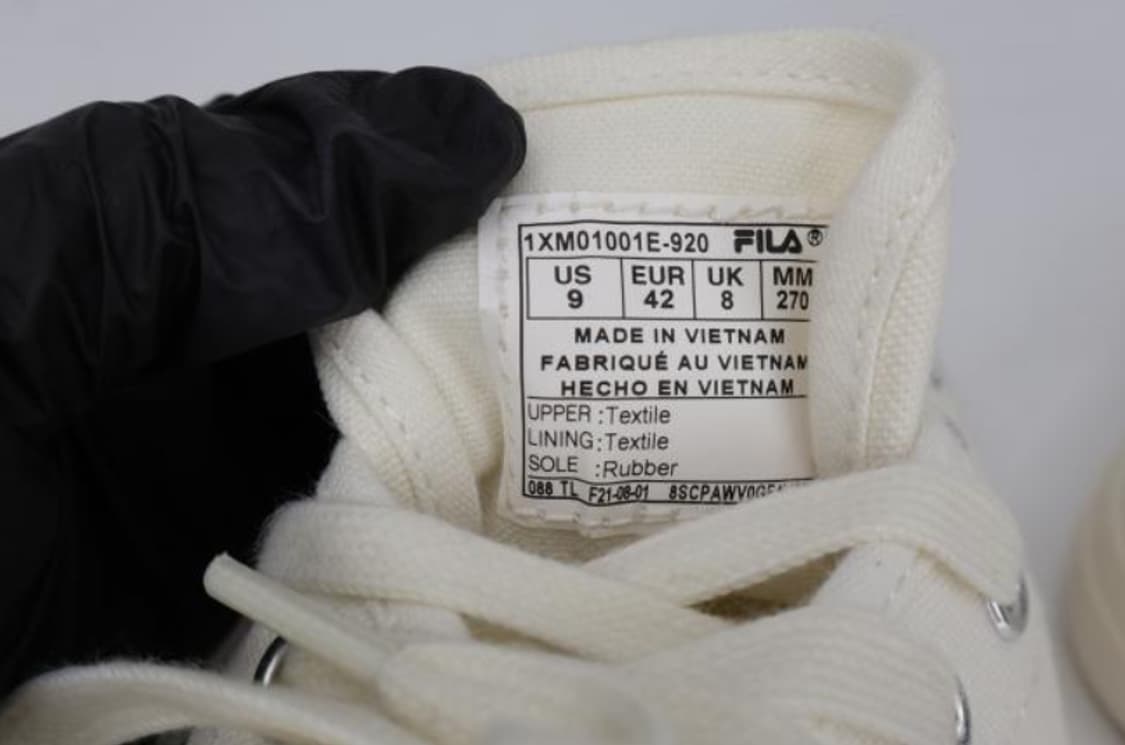 1XM01001E-920 FILA®
US EUR UK MM
9 42 8 270
MADE IN VIETNAM
FABRIQUÉ AU VIETNAM
HECHO EN VIETNAM
UPPER :Textile
LINING:Textile
SOLE :Rubber
088 TL F21-08-01